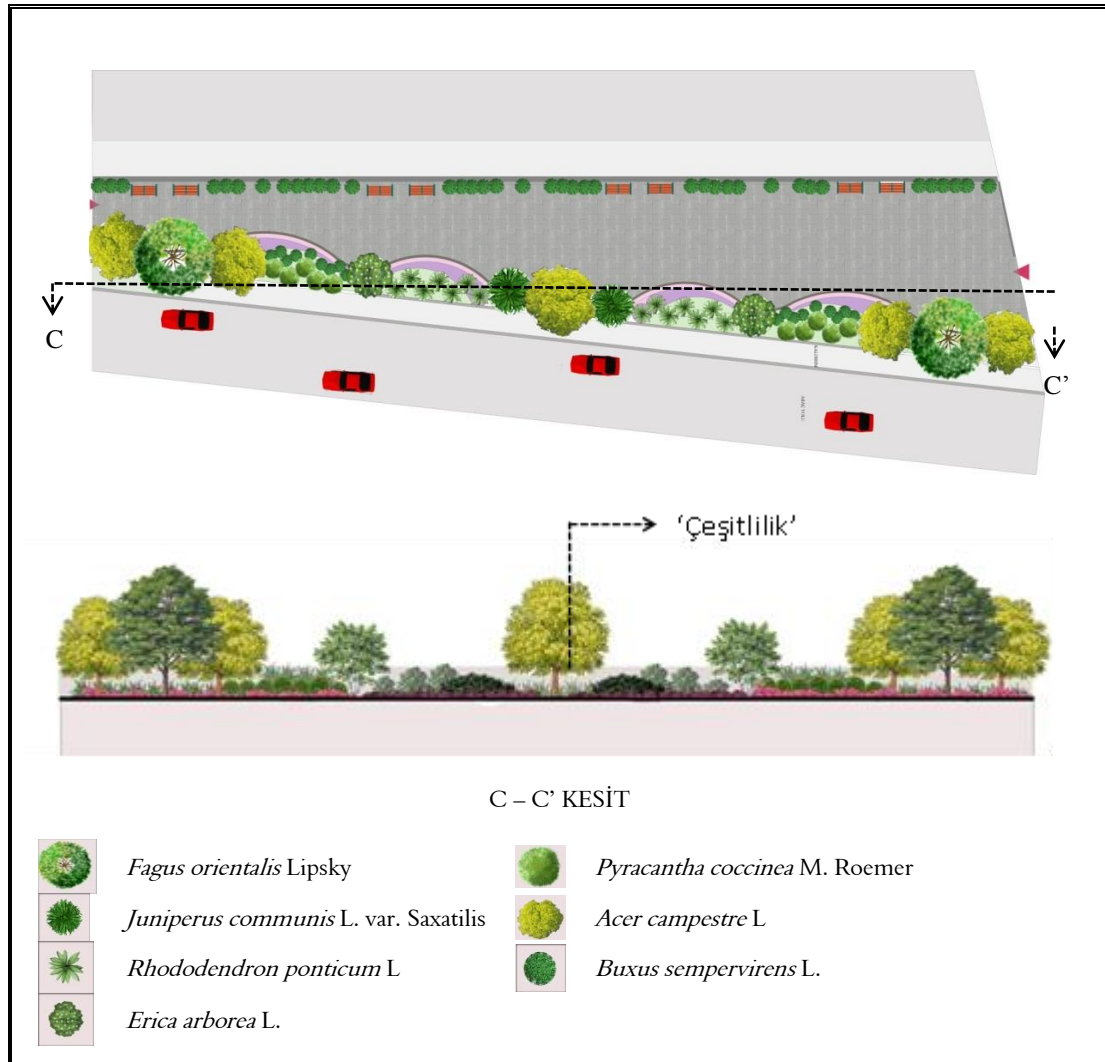 C
C’
‘Çeşitlilik’
C – C’ KESİT
Fagus orientalis Lipsky
Juniperus communis L. var. Saxatilis
Rhododendron ponticum L
Erica arborea L.
Pyracantha coccinea M. Roemer
Acer campestre L
Buxus sempervirens L.